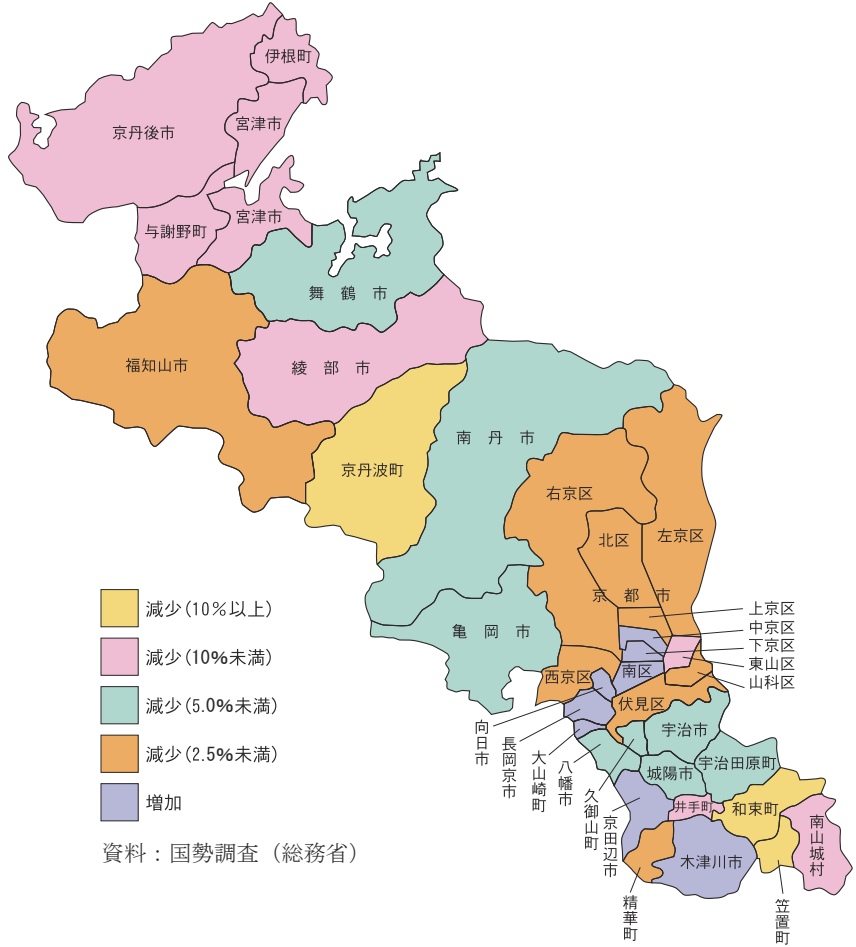 伊根町
宮津市
京丹後市
宮津市
与謝野町
舞鶴市
福知山市
綾部市
南丹市
京丹波町
右京区
左京区
北区
京都市
上京区
中京区
下京区
東山区
山科区
亀岡市
南区
西京区
伏見区
向日市
長岡京市
大山崎町
八幡市
久御山町
京田辺市
宇治市
城陽市
宇治田原町
井手町
和束町
南山城村
木津川市
精華町
笠置町
減少(10%以上)
減少(10%未満)
減少(5.0%未満)
減少(2.5%未満)
増加
資料：国勢調査（総務省）